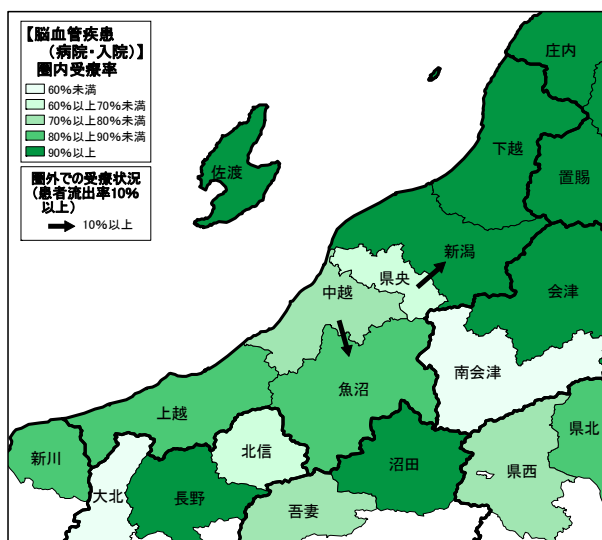 【脳血管疾患
（病院・入院）】
圏内受療率
60％未満
60％以上70％未満
70％以上80％未満
80％以上90％未満
90％以上
圏外での受療状況
（患者流出率10％
以上）
10％以上
庄内
下越
置賜
佐渡
新潟
県央
中越
会津
南会津
魚沼
上越
県北
北信
新川
沼田
県西
大北
長野
吾妻